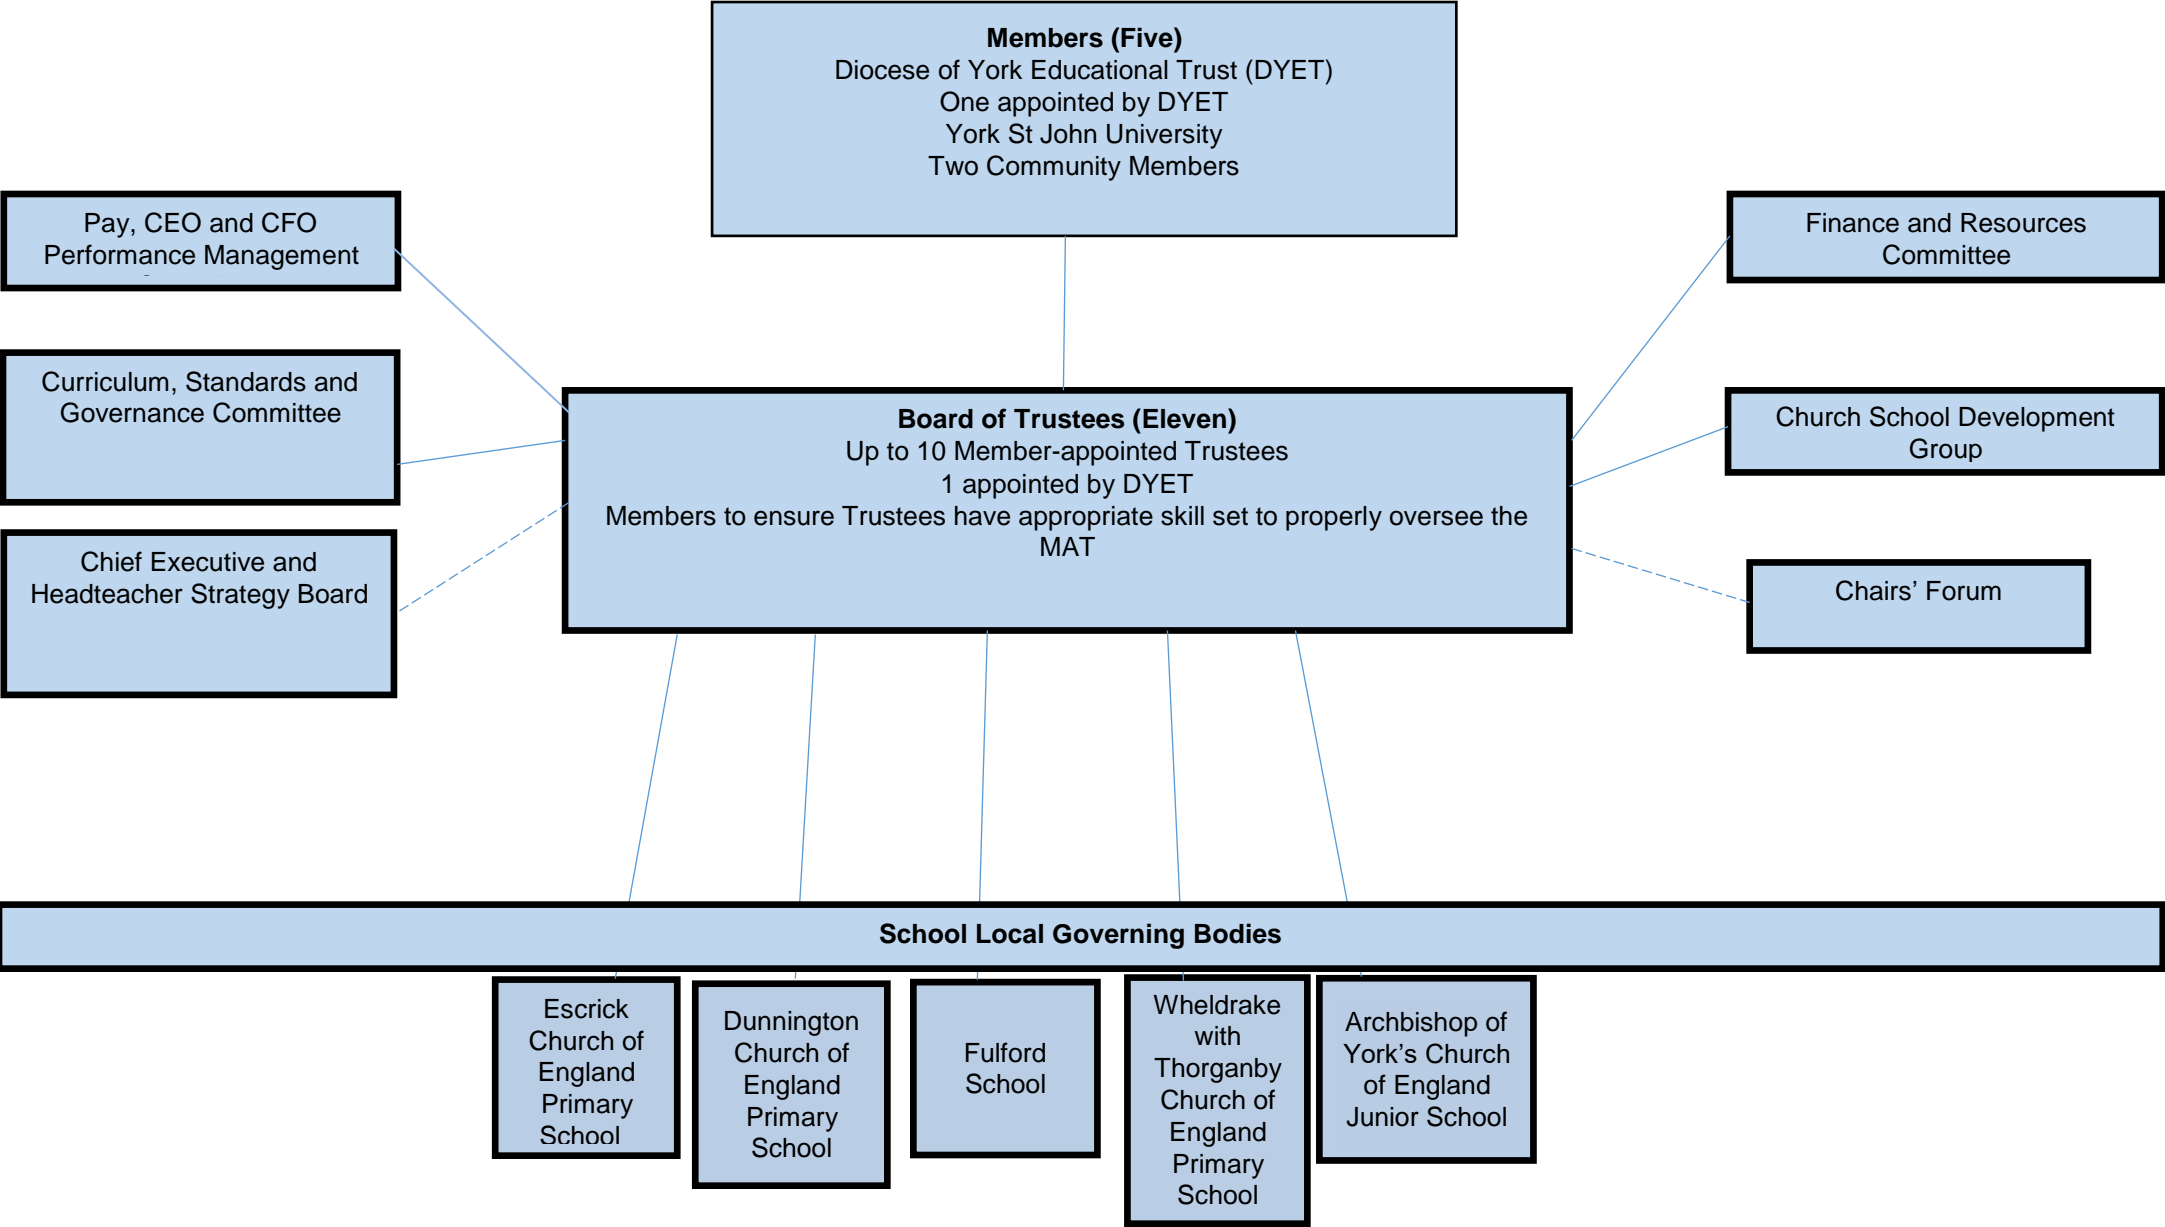 Members (Five)
Diocese of York Educational Trust (DYET)
One appointed by DYET
York St John University
Two Community Members
Pay, CEO and CFO
Performance Management
Finance and Resources
Committee
Curriculum, Standards and
Governance Committee
Board of Trustees (Eleven)
Up to 10 Member-appointed Trustees
1 appointed by DYET
Members to ensure Trustees have appropriate skill set to properly oversee the
MAT
Church School Development
Group
Chief Executive and
Headteacher Strategy Board
Chairs’ Forum
School Local Governing Bodies
Escrick
Church of
England
Primary
School
Dunnington
Church of
England
Primary
School
Fulford
School
Wheldrake
with
Thorganby
Church of
England
Primary
School
Archbishop of
York’s Church
of England
Junior School